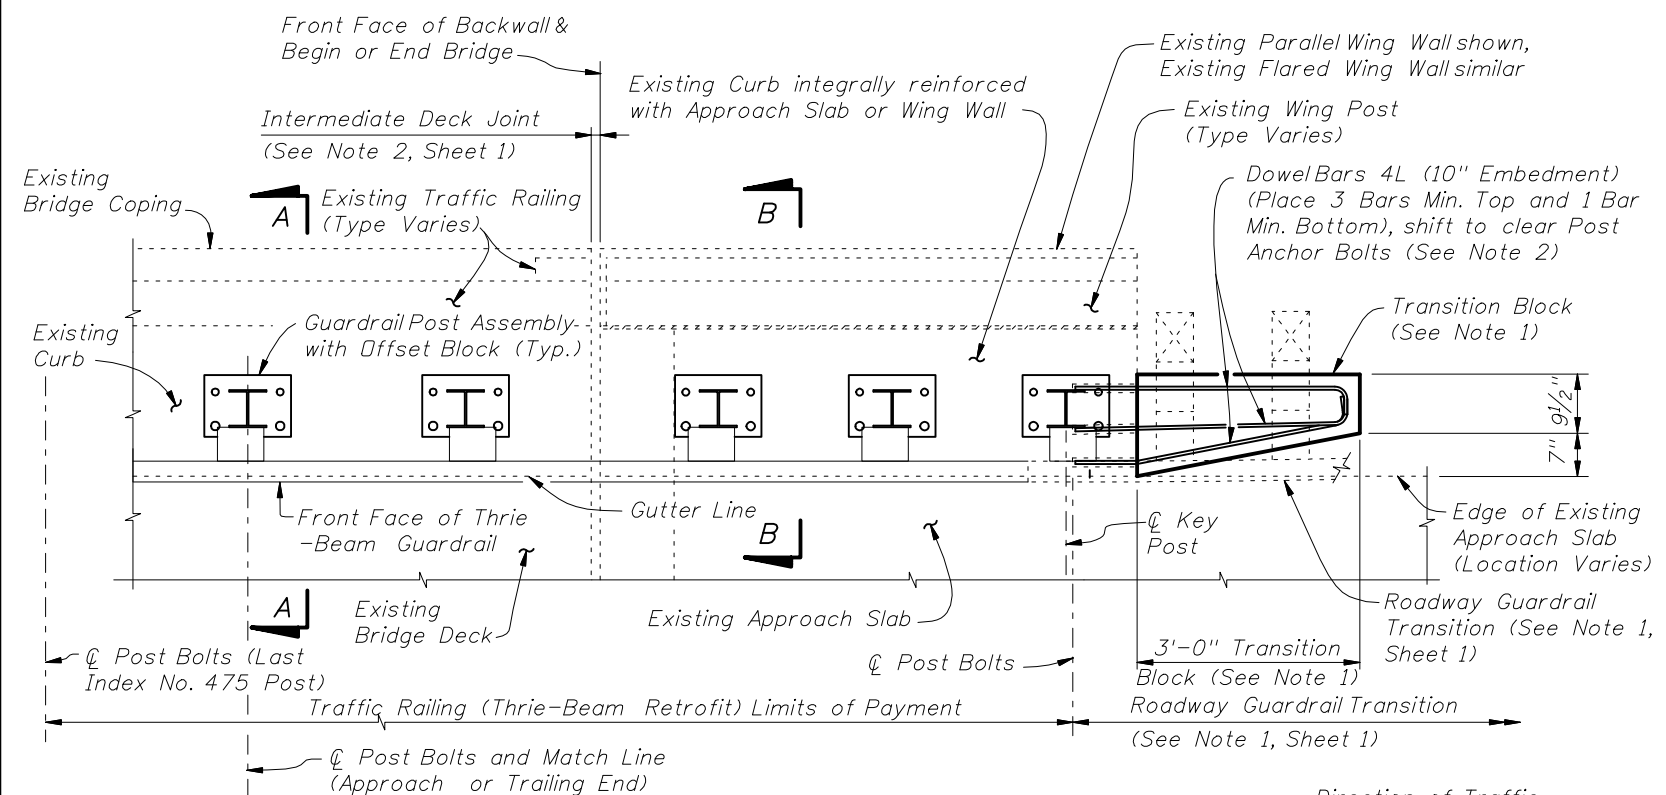 Front Face of Backwall &
Begin or End Bridge
Existing Parallel Wing Wall shown,
Existing Flared Wing Wall similar
Existing Curb integrally reinforced
with Approach Slab or Wing Wall
Existing Wing Post
(Type Varies)
Intermediate Deck Joint
(See Note 2, Sheet 1)
Existing
Bridge Coping
A
Existing Traffic Railing
(Type Varies)
B
Dowel Bars 4L (10" Embedment)
(Place 3 Bars Min. Top and 1 Bar
Min. Bottom), shift to clear Post
Anchor Bolts (See Note 2)
Existing
Curb
Guardrail Post Assembly
with Offset Block (Typ.)
Transition Block
(See Note 1)
9½"
7"
Front Face of Thrie
-Beam Guardrail
Gutter Line
B
℄ Key
Post
Edge of Existing
Approach Slab
(Location Varies)
A
Existing
Bridge Deck
Existing Approach Slab
Roadway Guardrail
Transition (See Note 1,
Sheet 1)
℄ Post Bolts (Last
Index No. 475 Post)
℄ Post Bolts
3'-0" Transition
Block (See Note 1)
Traffic Railing (Thrie-Beam Retrofit) Limits of Payment
Roadway Guardrail Transition
(See Note 1, Sheet 1)
℄ Post Bolts and Match Line
(Approach or Trailing End)
Direction of Traffic